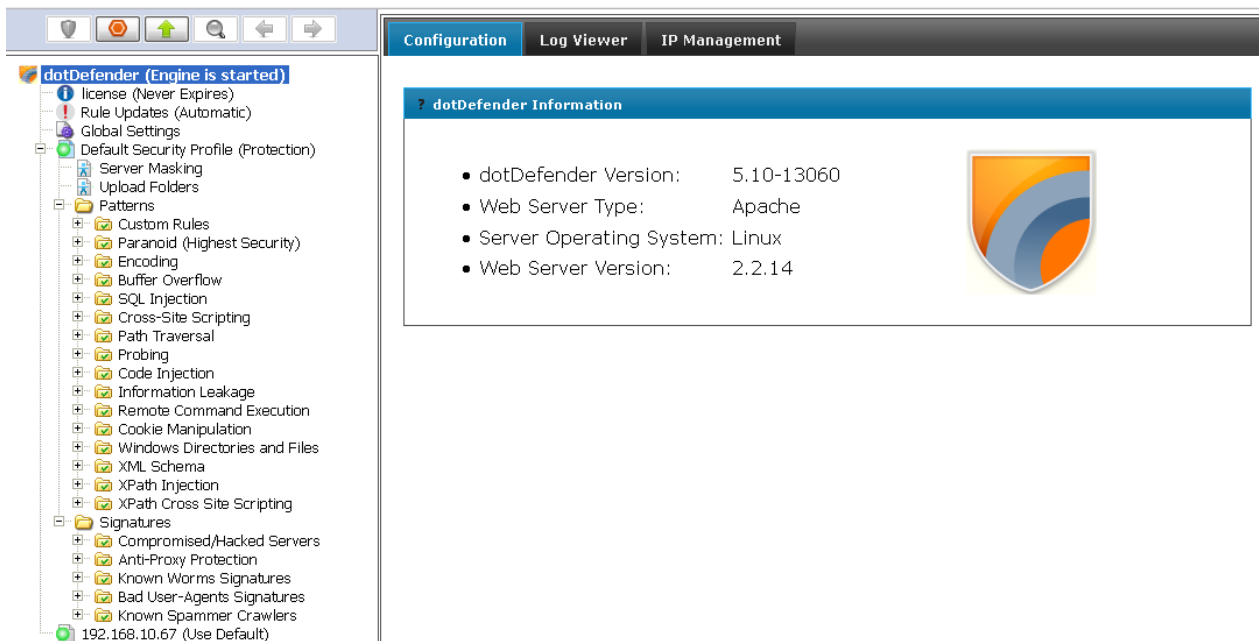 Configuration Log Viewer IP Management
dotDefender (Engine is started)
license (Never Expires)
Rule Updates (Automatic)
Global Settings
Default Security Profile (Protection)
Server Masking
Upload Folders
Patterns
Custom Rules
Paranoid (Highest Security)
Encoding
Buffer Overflow
SQL Injection
Cross-Site Scripting
Path Traversal
Probing
Code Injection
Information Leakage
Remote Command Execution
Cookie Manipulation
Windows Directories and Files
XML Schema
XPath Injection
XPath Cross Site Scripting
Signatures
Compromised/Hacked Servers
Anti-Proxy Protection
Known Worms Signatures
Bad User-Agents Signatures
Known Spammer Crawlers
192.168.10.67 (Use Default)
? dotDefender Information
• dotDefender Version: 5.10-13060
• Web Server Type: Apache
• Server Operating System: Linux
• Web Server Version: 2.2.14